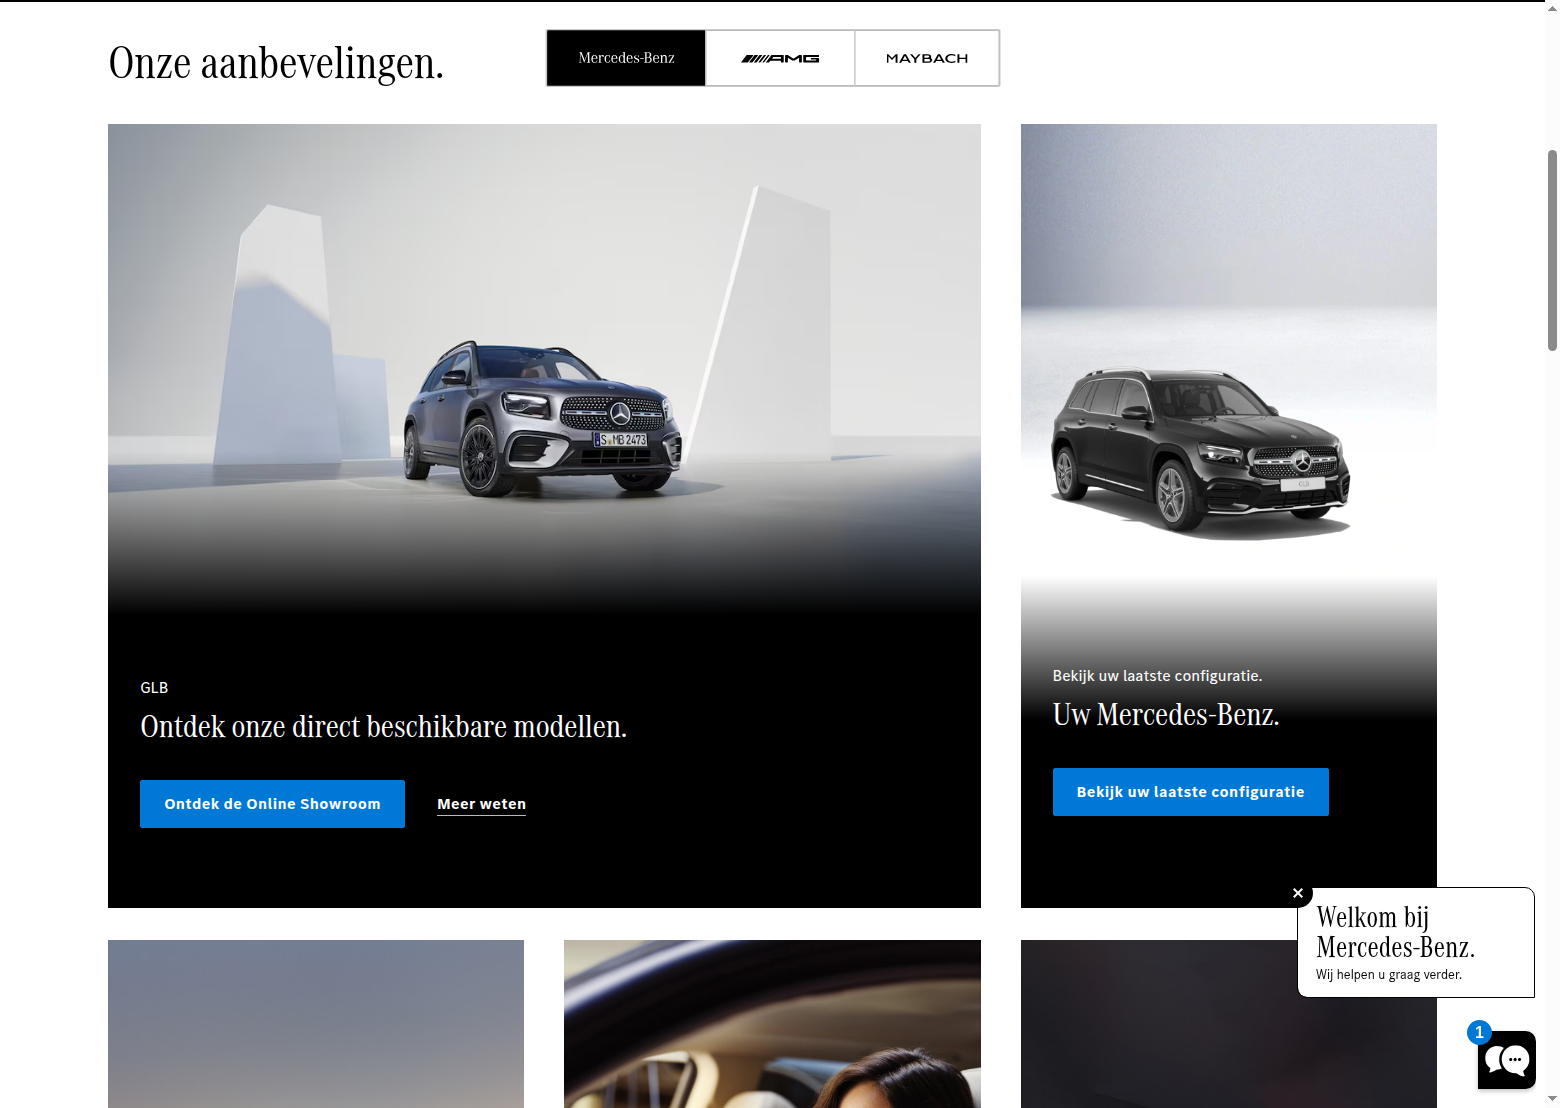 Onze aanbevelingen.
Mercedes-Benz
AMG
MAYBACH
S MB 2473
GLB
Ontdek onze direct beschikbare modellen.
Ontdek de Online Showroom
Meer weten
GLB
Bekijk uw laatste configuratie.
Uw Mercedes-Benz.
Bekijk uw laatste configuratie
Welkom bij
Mercedes-Benz.
Wij helpen u graag verder.
1